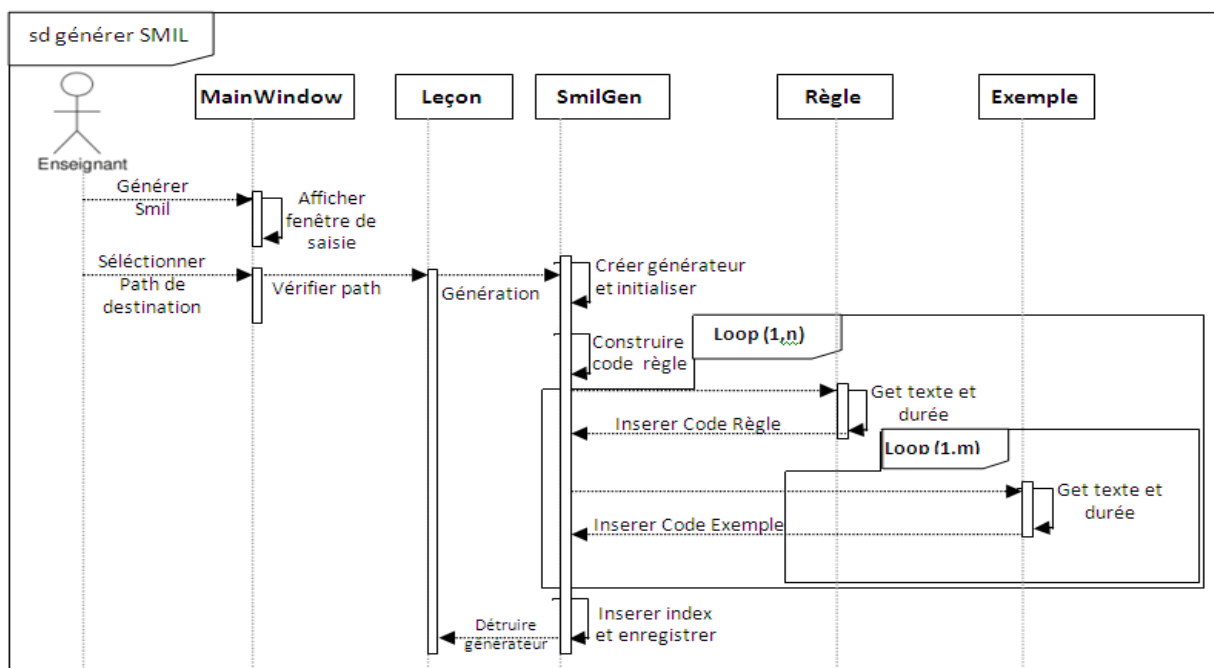 sd générer SMIL
MainWindow
Leçon
SmilGen
Règle
Exemple
Enseignant
Générer
Smil
Afficher
fenêtre de
saisie
Séléctionner
Path de
destination
Vérifier path
Génération
Créer générateur
et initialiser
Loop (1,n)
Construire
code règle
Get texte et
durée
Inserer Code Règle
Loop (1.m)
Get texte et
durée
Inserer Code Exemple
Inserer index
et enregistrer
Détruire
générateur